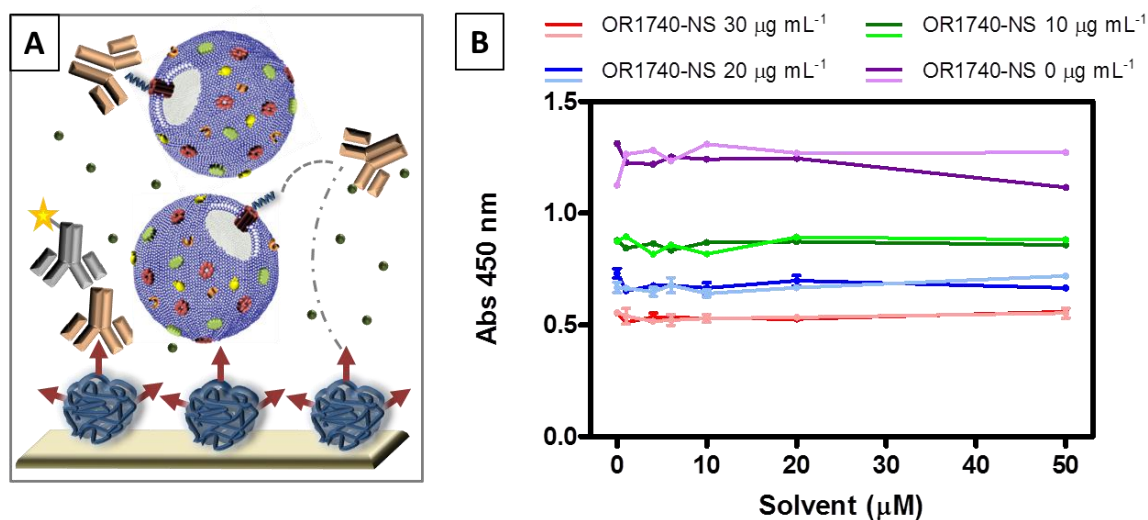 A
B
OR1740-NS 30 μg mL⁻¹
OR1740-NS 10 μg mL⁻¹
OR1740-NS 20 μg mL⁻¹
OR1740-NS 0 μg mL⁻¹
1.5
1.0
0.5
0.0
Abs 450 nm
0 10 20 30 40 50
Solvent (μM)